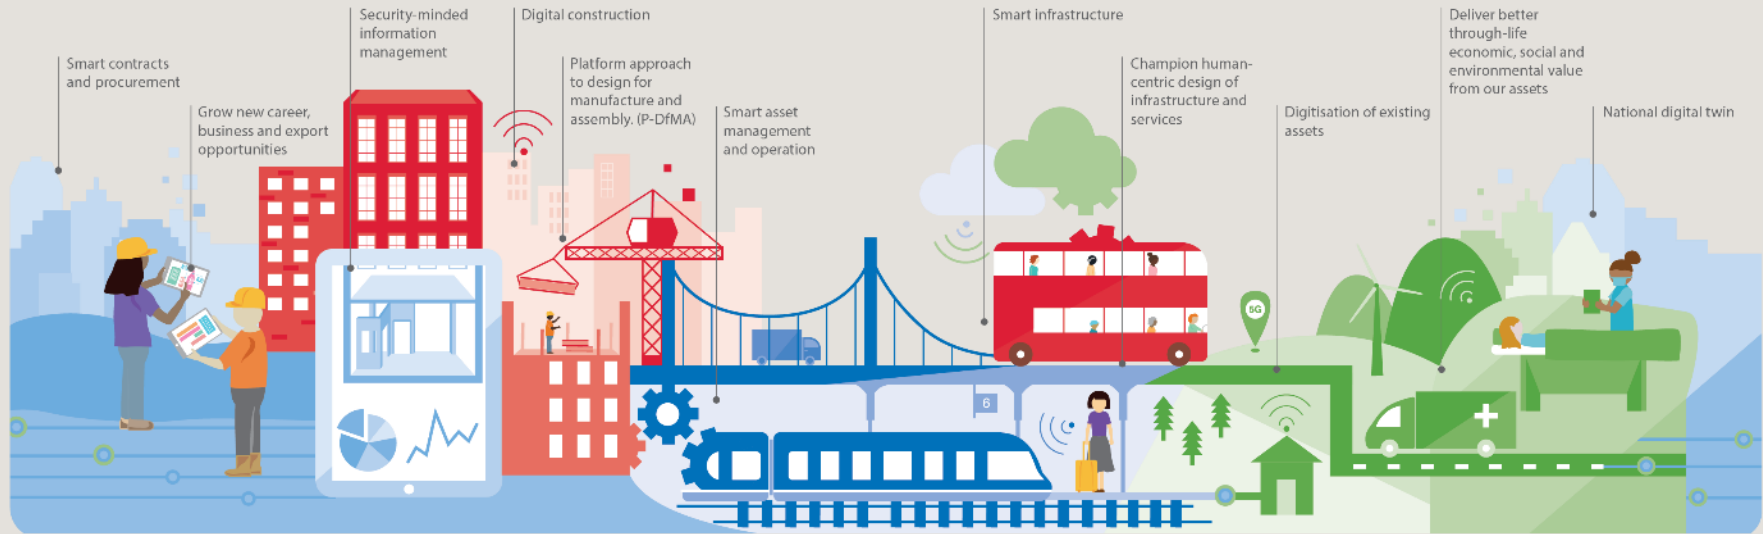 Smart contracts
and procurement
Grow new career,
business and export
opportunities
Security-minded
information
management
Digital construction
Platform approach
to design for
manufacture and
assembly. (P-DfMA)
Smart asset
management
and operation
Smart infrastructure
Champion human-
centric design of
infrastructure and
services
Digitisation of existing
assets
Deliver better
through-life
economic, social and
environmental value
from our assets
National digital twin
5G
6